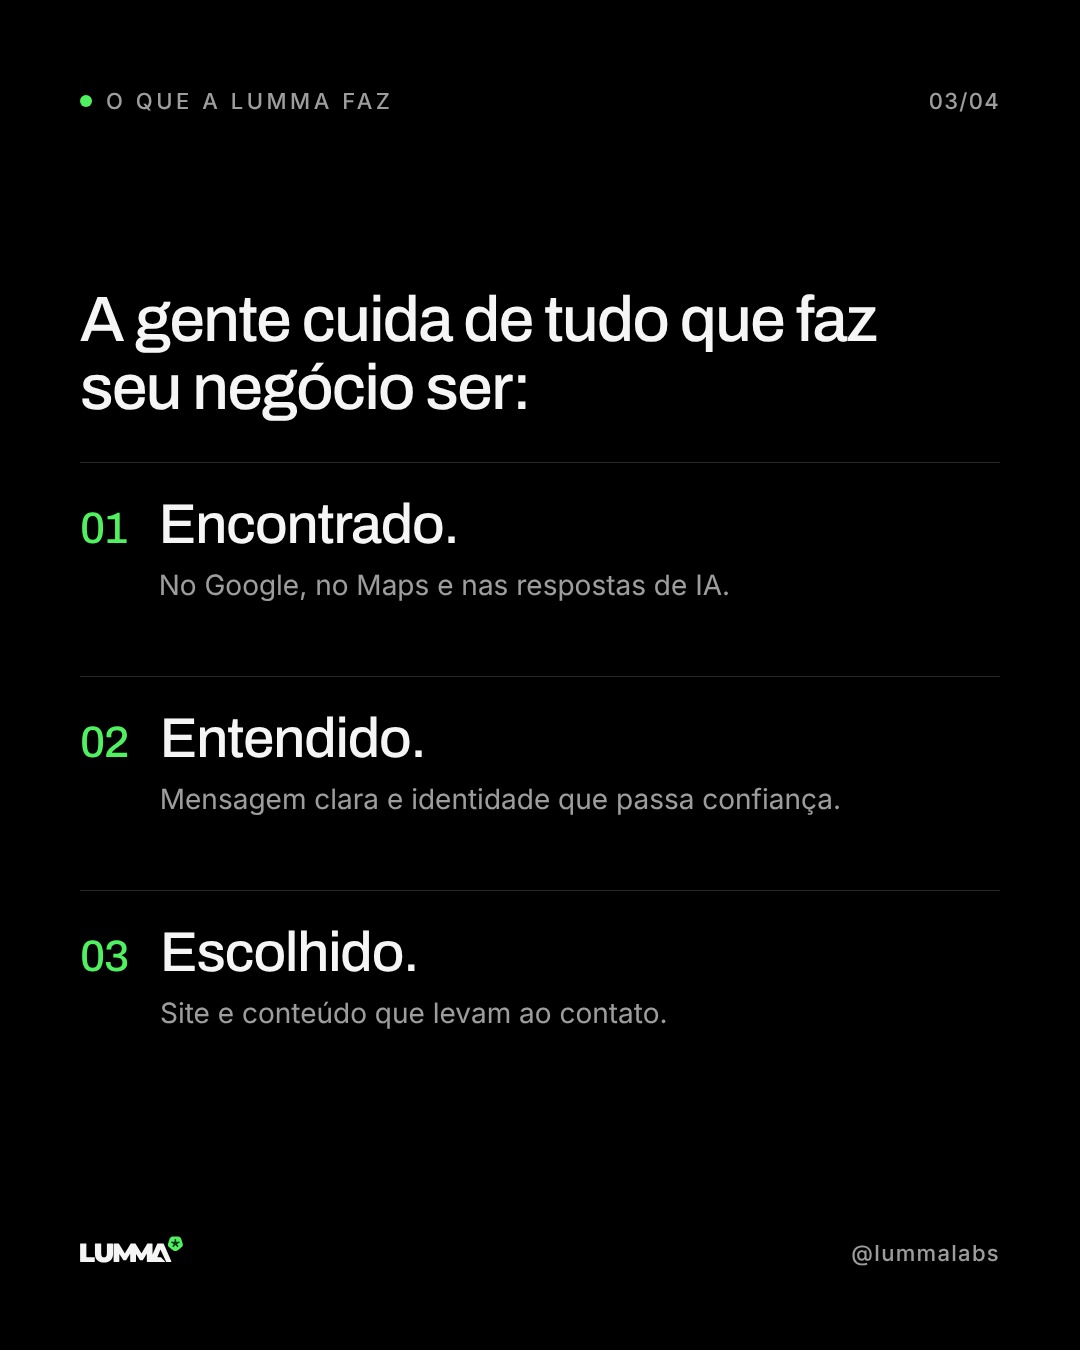 O QUE A LUMMA FAZ
03/04
A gente cuida de tudo que faz
seu negócio ser:
01 Encontrado.
No Google, no Maps e nas respostas de IA.
02 Entendido.
Mensagem clara e identidade que passa confiança.
03 Escolhido.
Site e conteúdo que levam ao contato.
LUMMA
@lummalabs